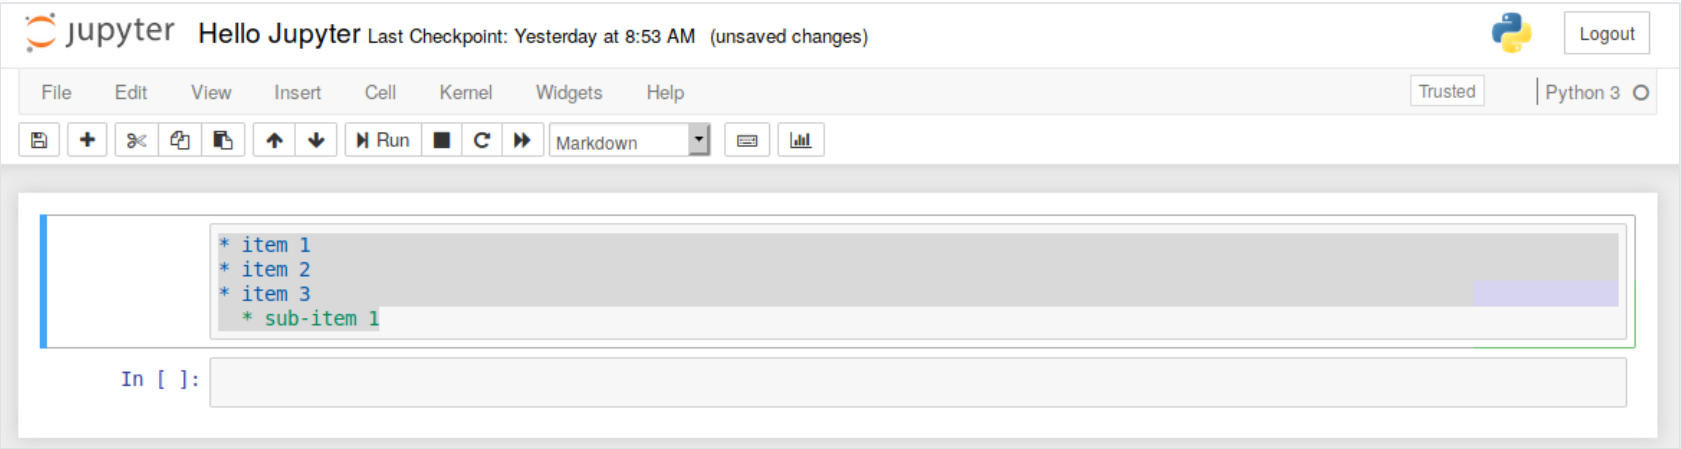 jupyter Hello Jupyter Last Checkpoint: Yesterday at 8:53 AM (unsaved changes) Logout
File Edit View Insert Cell Kernel Widgets Help Trusted Python 3
Run Markdown
* item 1
* item 2
* item 3
* sub-item 1
In [ ]: